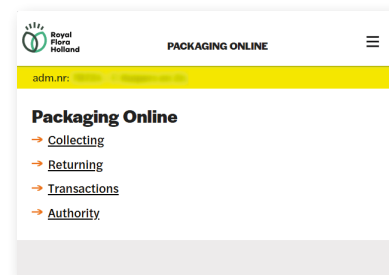 Royal
Flora
Holland
PACKAGING ONLINE
adm.nr:
Packaging Online
Collecting
Returning
Transactions
Authority